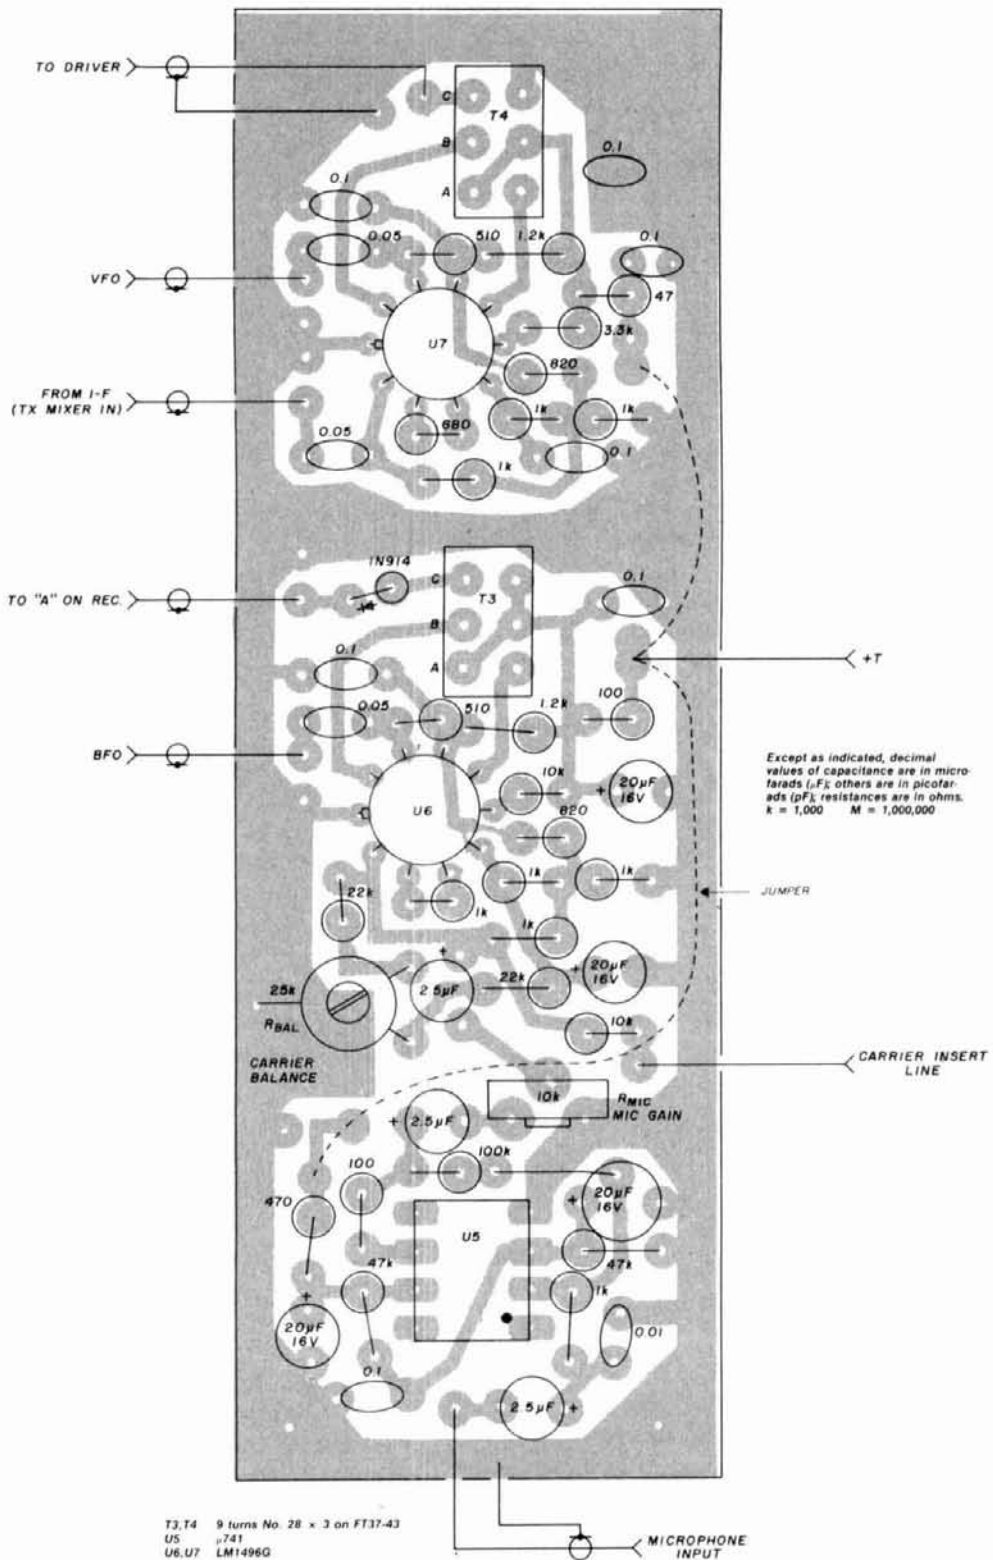 TO DRIVER
C
T4
B
A
0.1
0.1
0.05
510
1.2k
0.1
VFO
47
U7
3.3k
820
FROM I-F
(TX MIXER IN)
680
1k
1k
0.05
0.1
1k
1N914
C
T3
0.1
TO "A" ON REC.
B
+T
A
0.1
100
0.05
510
1.2k
BFO
10k
+
20μF
16V
U6
820
Except as indicated, decimal
values of capacitance are in micro-
farads (μF); others are in picofar-
ads (pF); resistances are in ohms.
k = 1,000 M = 1,000,000
1k
1k
JUMPER
22k
1k
1k
+
25k
2.5μF
22k
+
20μF
16V
RBAL
10k
CARRIER
BALANCE
CARRIER INSERT
LINE
10k
RMIC
MIC GAIN
+
2.5μF
100k
100
470
+
20μF
16V
U5
47k
47k
1k
+
20μF
16V
0.01
0.1
2.5μF
+
T3,T4 9 turns No. 28 x 3 on FT37-43
U5 μ741
U6,U7 LM1496G
MICROPHONE
INPUT